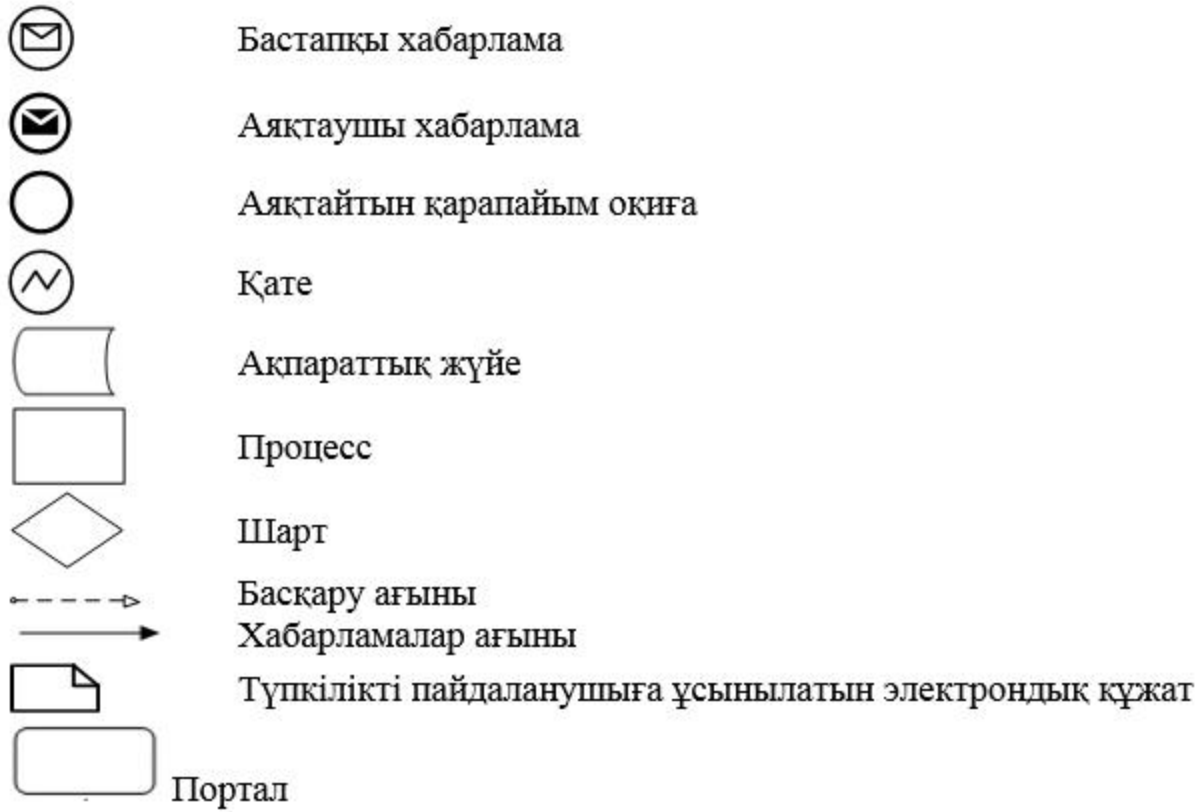 Бастапқы хабарлама
Аяқтаушы хабарлама
Аяқтайтын қарапайым оқиға
Қате
Ақпараттық жүйе
Процесс
Шарт
Басқару ағыны
Хабарламалар ағыны
Түпкілікті пайдаланушыға ұсынылатын электрондық құжат
Портал